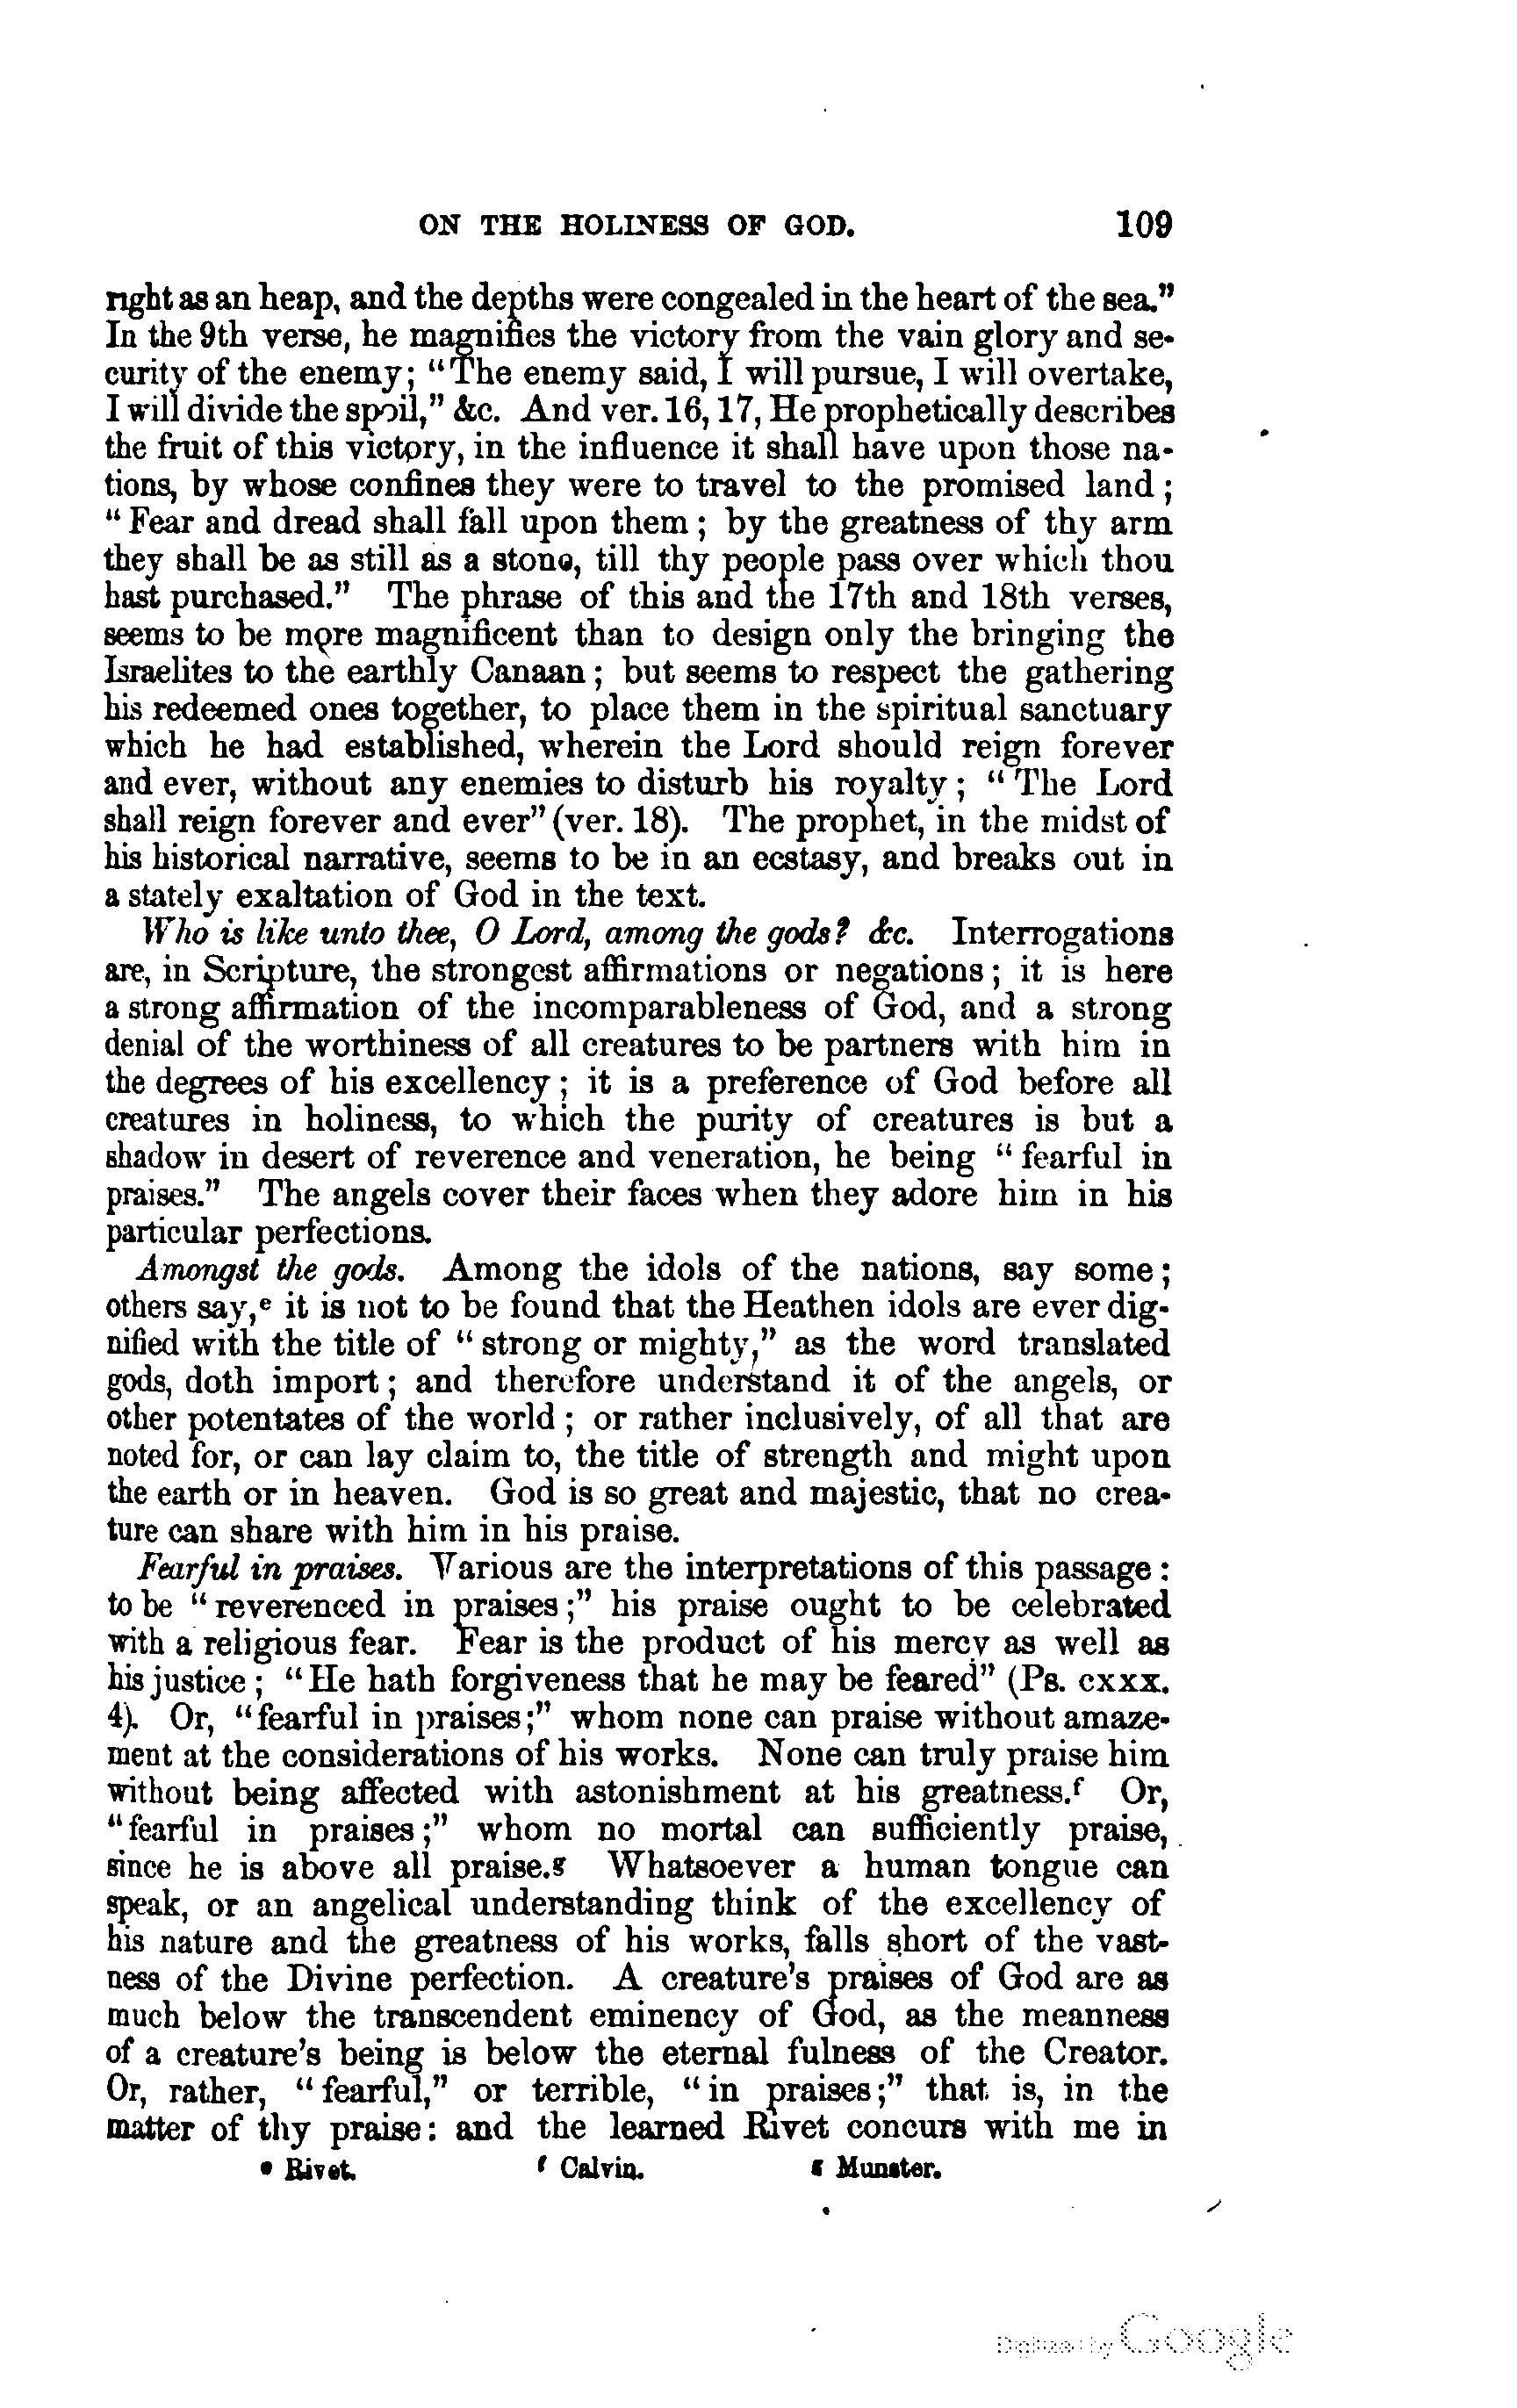 ON THE HOLINESS OF GOD. 109
right as an heap, and the depths were congealed in the heart of the sea."
In the 9th verse, he magnifies the victory from the vain glory and se-
curity of the enemy; "The enemy said, I will pursue, I will overtake,
I will divide the spoil," &c. And ver. 16, 17, He prophetically describes
the fruit of this victory, in the influence it shall have upon those na-
tions, by whose confines they were to travel to the promised land;
"Fear and dread shall fall upon them; by the greatness of thy arm
they shall be as still as a stone, till thy people pass over which thou
hast purchased." The phrase of this and the 17th and 18th verses,
seems to be more magnificent than to design only the bringing the
Israelites to the earthly Canaan; but seems to respect the gathering
his redeemed ones together, to place them in the spiritual sanctuary
which he had established, wherein the Lord should reign forever
and ever, without any enemies to disturb his royalty; "The Lord
shall reign forever and ever" (ver. 18). The prophet, in the midst of
his historical narrative, seems to be in an ecstasy, and breaks out in
a stately exaltation of God in the text.
Who is like unto thee, O Lord, among the gods? &c. Interrogations
are, in Scripture, the strongest affirmations or negations; it is here
a strong affirmation of the incomparableness of God, and a strong
denial of the worthiness of all creatures to be partners with him in
the degrees of his excellency; it is a preference of God before all
creatures in holiness, to which the purity of creatures is but a
shadow in desert of reverence and veneration, he being "fearful in
praises." The angels cover their faces when they adore him in his
particular perfections.
Amongst the gods. Among the idols of the nations, say some;
others say,e it is not to be found that the Heathen idols are ever dig-
nified with the title of "strong or mighty," as the word translated
gods, doth import; and therefore understand it of the angels, or
other potentates of the world; or rather inclusively, of all that are
noted for, or can lay claim to, the title of strength and might upon
the earth or in heaven. God is so great and majestic, that no crea-
ture can share with him in his praise.
Fearful in praises. Various are the interpretations of this passage:
to be "reverenced in praises;" his praise ought to be celebrated
with a religious fear. Fear is the product of his mercy as well as
his justice; "He hath forgiveness that he may be feared" (Ps. cxxx.
4). Or, "fearful in praises;" whom none can praise without amaze-
ment at the considerations of his works. None can truly praise him
without being affected with astonishment at his greatness.f Or,
"fearful in praises;" whom no mortal can sufficiently praise,
since he is above all praise.g Whatsoever a human tongue can
speak, or an angelical understanding think of the excellency of
his nature and the greatness of his works, falls short of the vast-
ness of the Divine perfection. A creature's praises of God are as
much below the transcendent eminency of God, as the meanness
of a creature's being is below the eternal fulness of the Creator.
Or, rather, "fearful," or terrible, "in praises;" that is, in the
matter of thy praise: and the learned Rivet concurs with me in
e Rivet. f Calvin. g Munster.
Digitized by Google